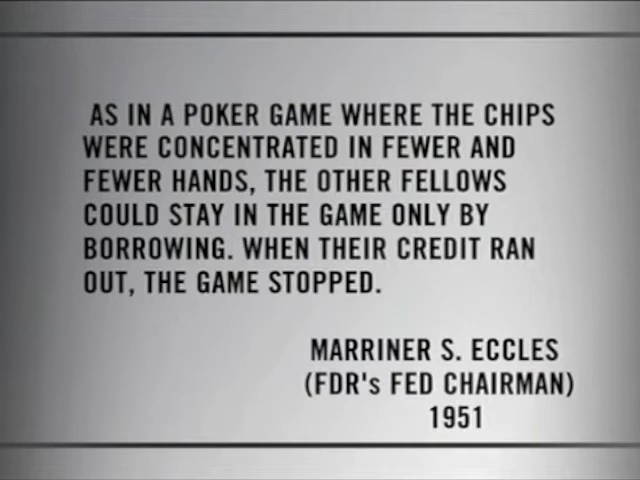 AS IN A POKER GAME WHERE THE CHIPS
WERE CONCENTRATED IN FEWER AND
FEWER HANDS, THE OTHER FELLOWS
COULD STAY IN THE GAME ONLY BY
BORROWING. WHEN THEIR CREDIT RAN
OUT, THE GAME STOPPED.
MARRINER S. ECCLES
(FDR's FED CHAIRMAN)
1951